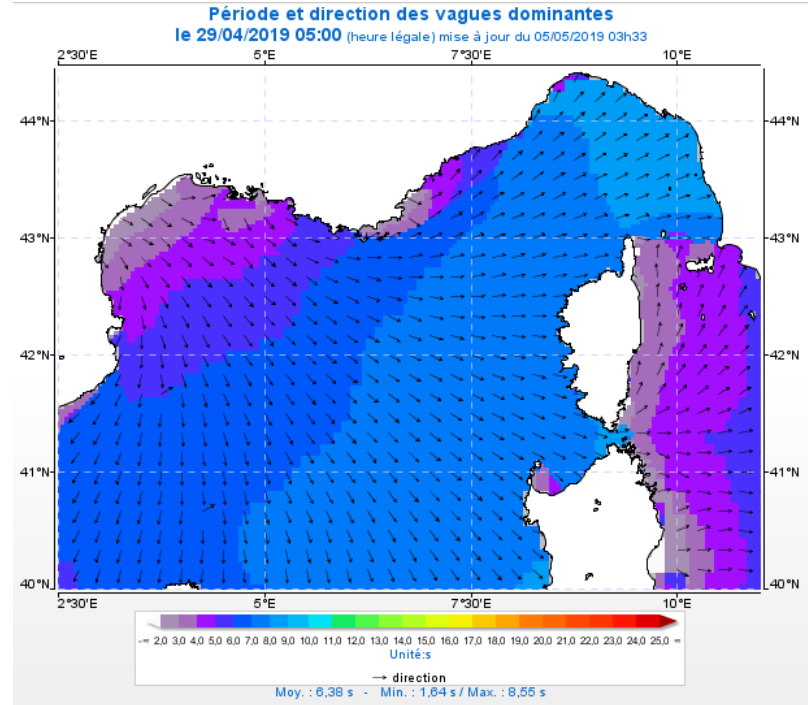 Période et direction des vagues dominantes
le 29/04/2019 05:00 (heure légale) mise à jour du 05/05/2019 03h33
2°30'E 5°E 7°30'E 10°E
44°N 44°N
43°N 43°N
42°N 42°N
41°N 41°N
40°N 40°N
2°30'E 5°E 7°30'E 10°E
-∞ 2,0 3,0 4,0 5,0 6,0 7,0 8,0 9,0 10,0 11,0 12,0 13,0 14,0 15,0 16,0 17,0 18,0 19,0 20,0 21,0 22,0 23,0 24,0 25,0 ∞
Unité:s
→ direction
Moy. : 6,38 s - Min. : 1,64 s / Max. : 8,55 s